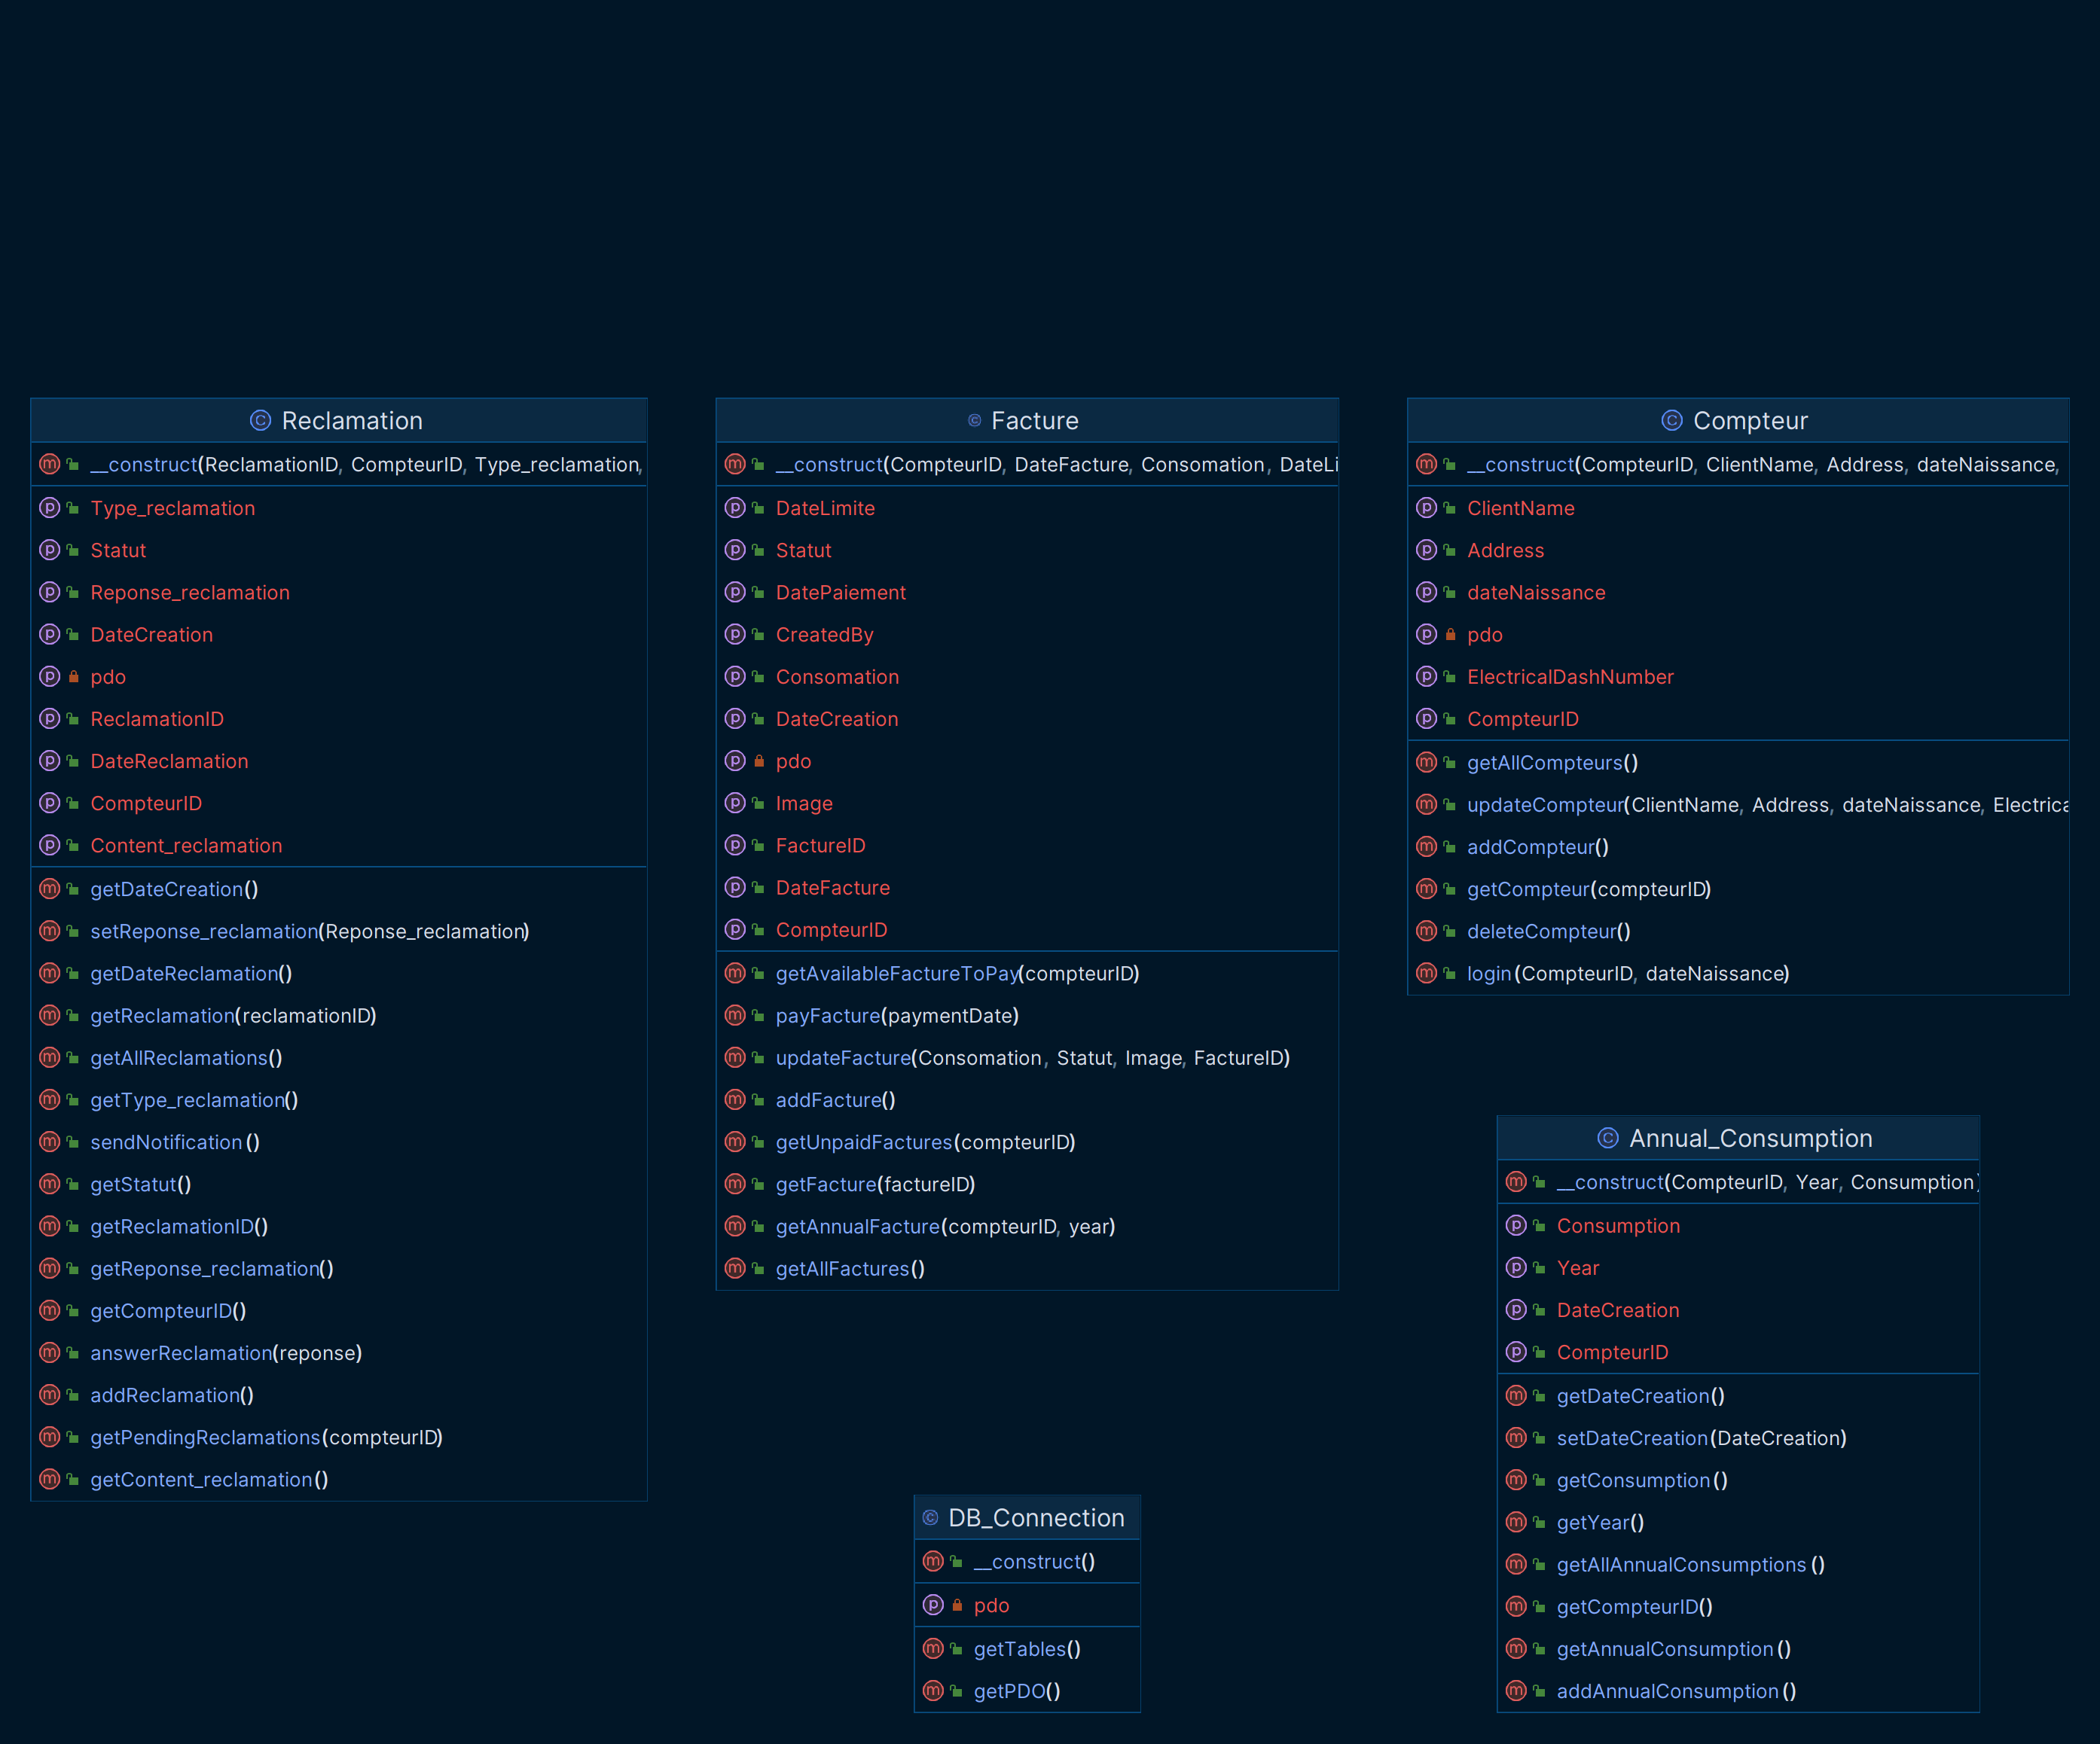 Reclamation
__construct(ReclamationID, CompteurID, Type_reclamation,
Type_reclamation
Statut
Reponse_reclamation
DateCreation
pdo
ReclamationID
DateReclamation
CompteurID
Content_reclamation
getDateCreation()
setReponse_reclamation(Reponse_reclamation)
getDateReclamation()
getReclamation(reclamationID)
getAllReclamations()
getType_reclamation()
sendNotification()
getStatut()
getReclamationID()
getReponse_reclamation()
getCompteurID()
answerReclamation(reponse)
addReclamation()
getPendingReclamations(compteurID)
getContent_reclamation()
Facture
__construct(CompteurID, DateFacture, Consomation, DateLi
DateLimite
Statut
DatePaiement
CreatedBy
Consomation
DateCreation
pdo
Image
FactureID
DateFacture
CompteurID
getAvailableFactureToPay(compteurID)
payFacture(paymentDate)
updateFacture(Consomation, Statut, Image, FactureID)
addFacture()
getUnpaidFactures(compteurID)
getFacture(factureID)
getAnnualFacture(compteurID, year)
getAllFactures()
Compteur
__construct(CompteurID, ClientName, Address, dateNaissance,
ClientName
Address
dateNaissance
pdo
ElectricalDashNumber
CompteurID
getAllCompteurs()
updateCompteur(ClientName, Address, dateNaissance, Electrica
addCompteur()
getCompteur(compteurID)
deleteCompteur()
login(CompteurID, dateNaissance)
Annual_Consumption
__construct(CompteurID, Year, Consumption)
Consumption
Year
DateCreation
CompteurID
getDateCreation()
setDateCreation(DateCreation)
getConsumption()
getYear()
getAllAnnualConsumptions()
getCompteurID()
getAnnualConsumption()
addAnnualConsumption()
DB_Connection
__construct()
pdo
getTables()
getPDO()